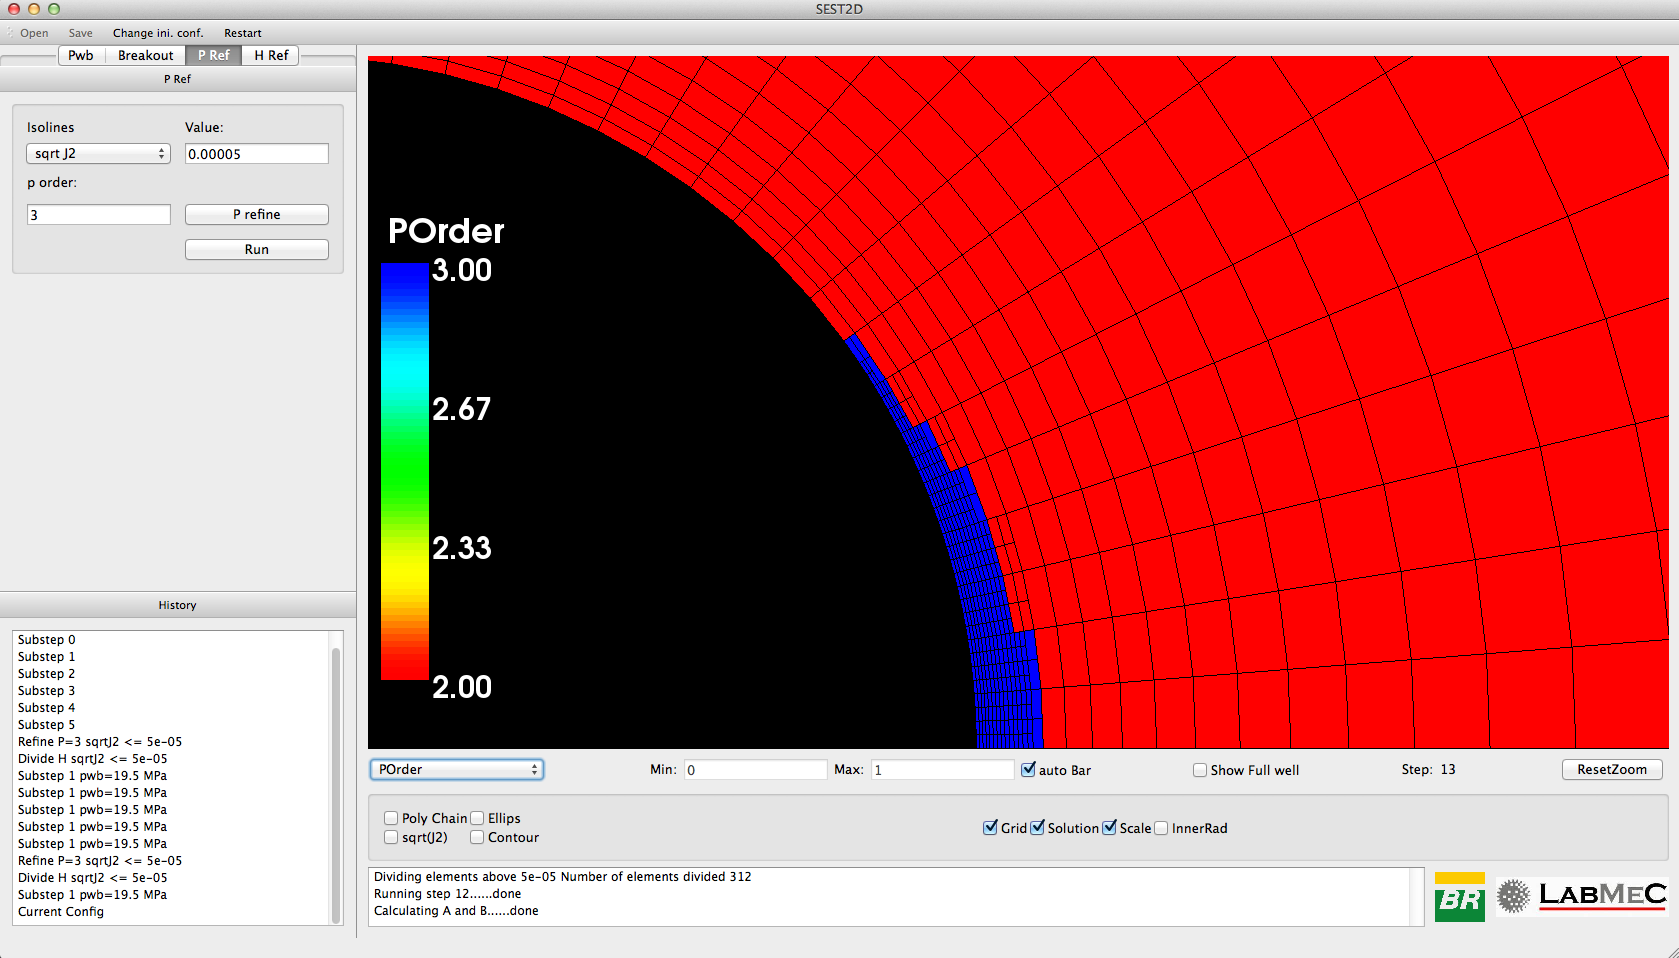 SEST2D
Open Save Change ini. conf. Restart
Pwb Breakout P Ref H Ref
P Ref
Isolines Value:
sqrt J2 0.00005
p order:
3 P refine
Run
POrder
3.00
2.67
2.33
2.00
History
Substep 0
Substep 1
Substep 2
Substep 3
Substep 4
Substep 5
Refine P=3 sqrtJ2 <= 5e-05
Divide H sqrtJ2 <= 5e-05
Substep 1 pwb=19.5 MPa
Substep 1 pwb=19.5 MPa
Substep 1 pwb=19.5 MPa
Substep 1 pwb=19.5 MPa
Substep 1 pwb=19.5 MPa
Refine P=3 sqrtJ2 <= 5e-05
Divide H sqrtJ2 <= 5e-05
Substep 1 pwb=19.5 MPa
Current Config
POrder Min: 0 Max: 1 auto Bar Show Full well Step: 13 ResetZoom
Poly Chain Ellips
sqrt(J2) Contour
Grid Solution Scale InnerRad
Dividing elements above 5e-05 Number of elements divided 312
Running step 12......done
Calculating A and B......done
BR LABMEC